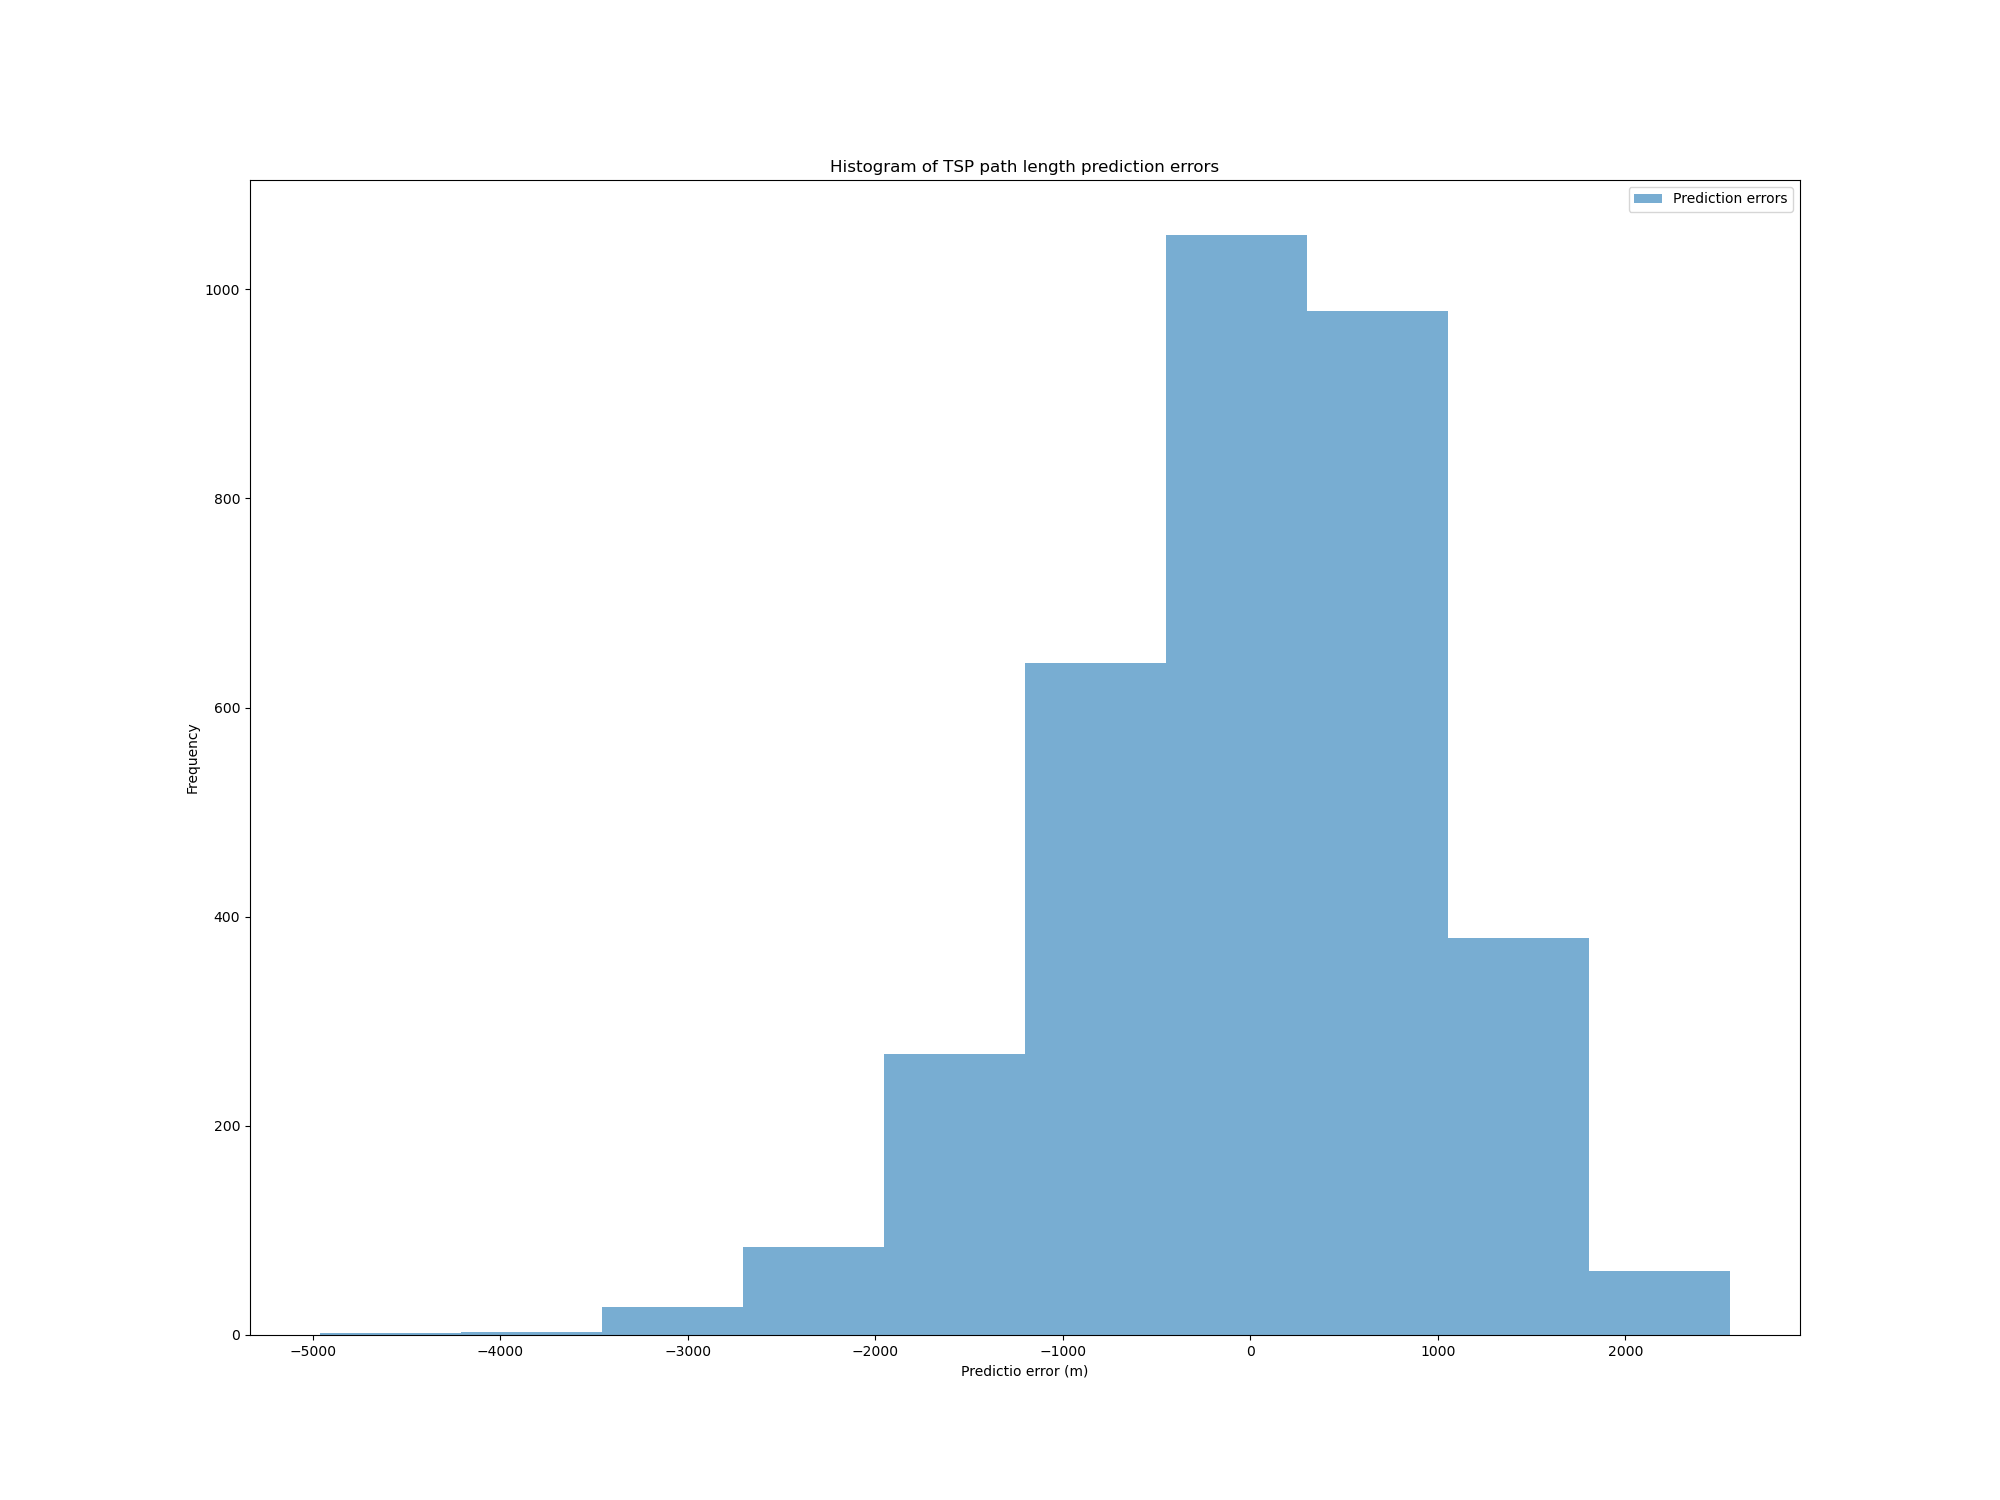 Histogram of TSP path length prediction errors
Prediction errors
1000
800
600
400
200
0
Frequency
−5000 −4000 −3000 −2000 −1000 0 1000 2000
Predictio error (m)